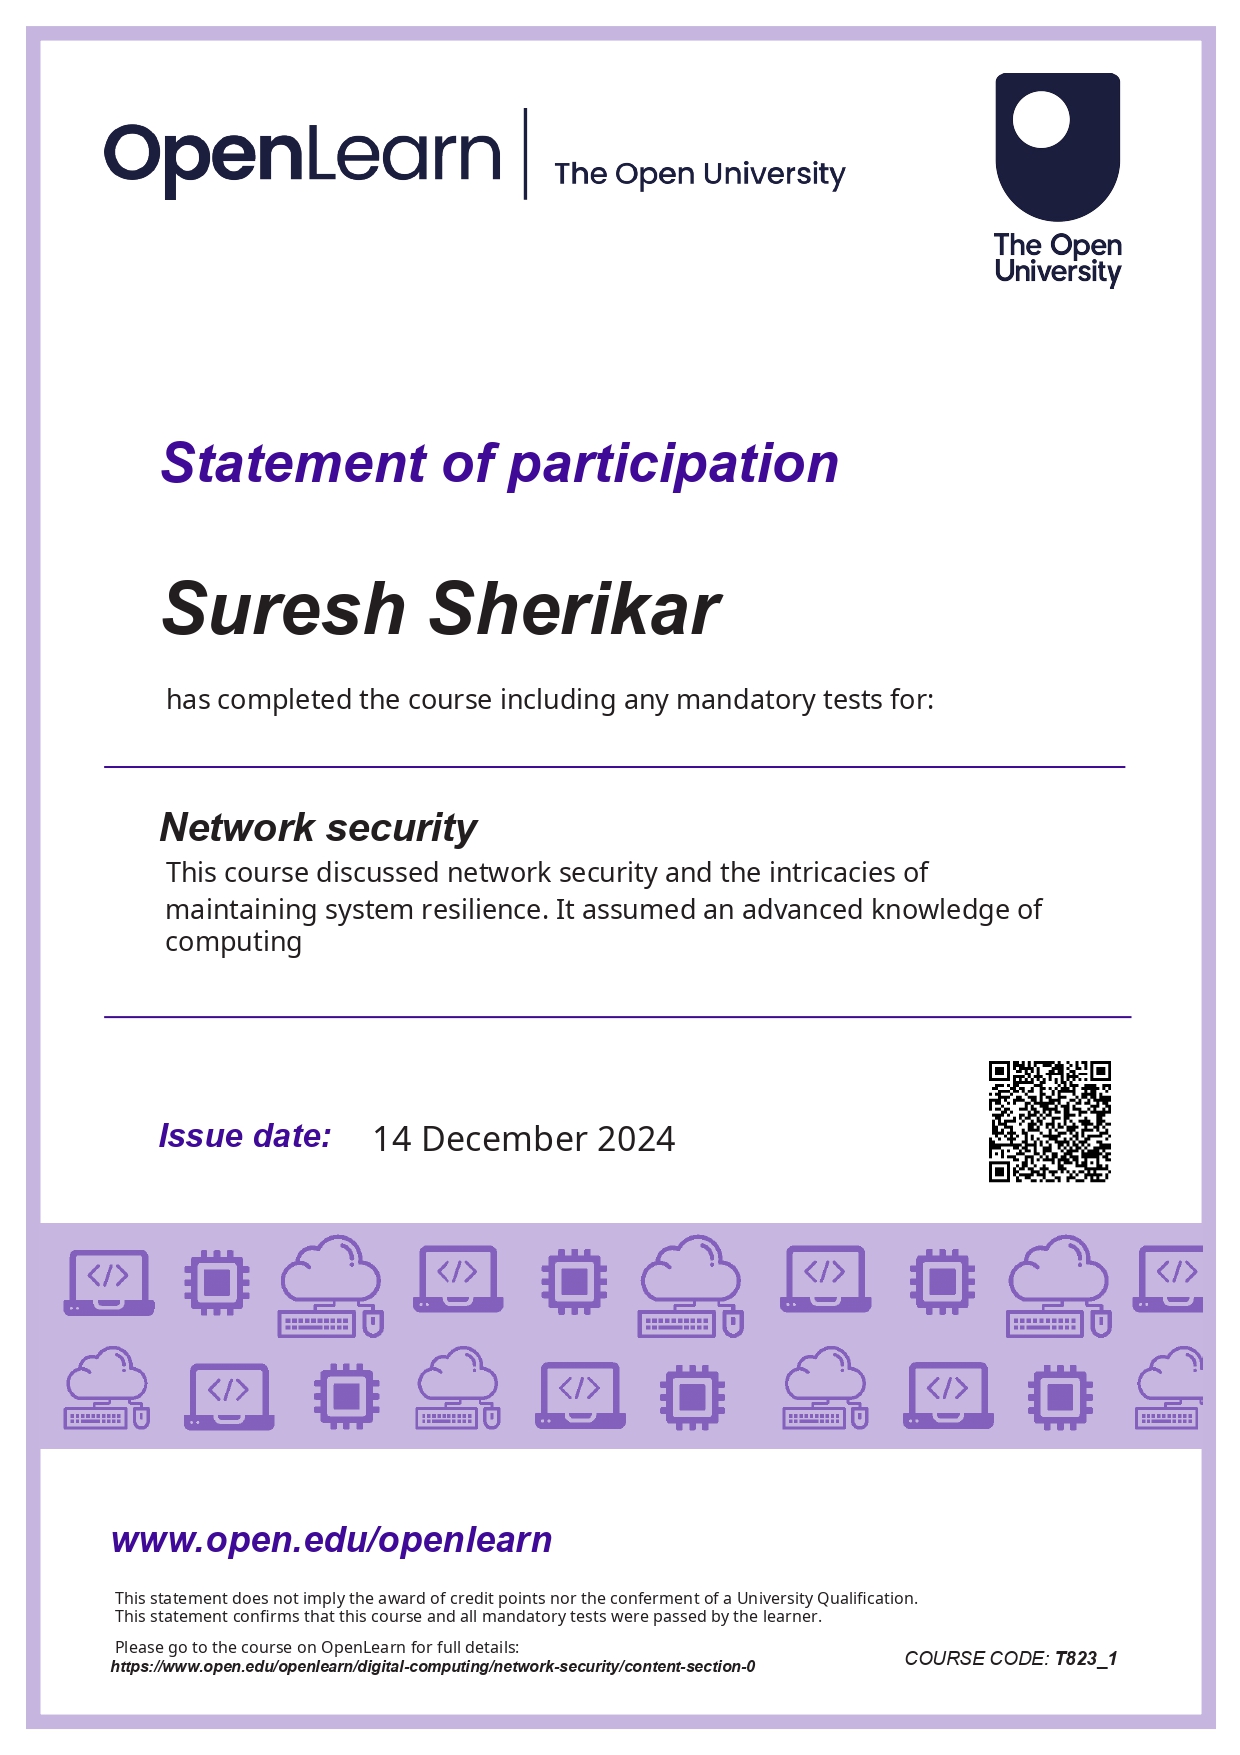 OpenLearn | The Open University
The Open
University
Statement of participation
Suresh Sherikar
has completed the course including any mandatory tests for:
Network security
This course discussed network security and the intricacies of
maintaining system resilience. It assumed an advanced knowledge of
computing
Issue date: 14 December 2024
www.open.edu/openlearn
This statement does not imply the award of credit points nor the conferment of a University Qualification.
This statement confirms that this course and all mandatory tests were passed by the learner.
Please go to the course on OpenLearn for full details:
https://www.open.edu/openlearn/digital-computing/network-security/content-section-0
COURSE CODE: T823_1